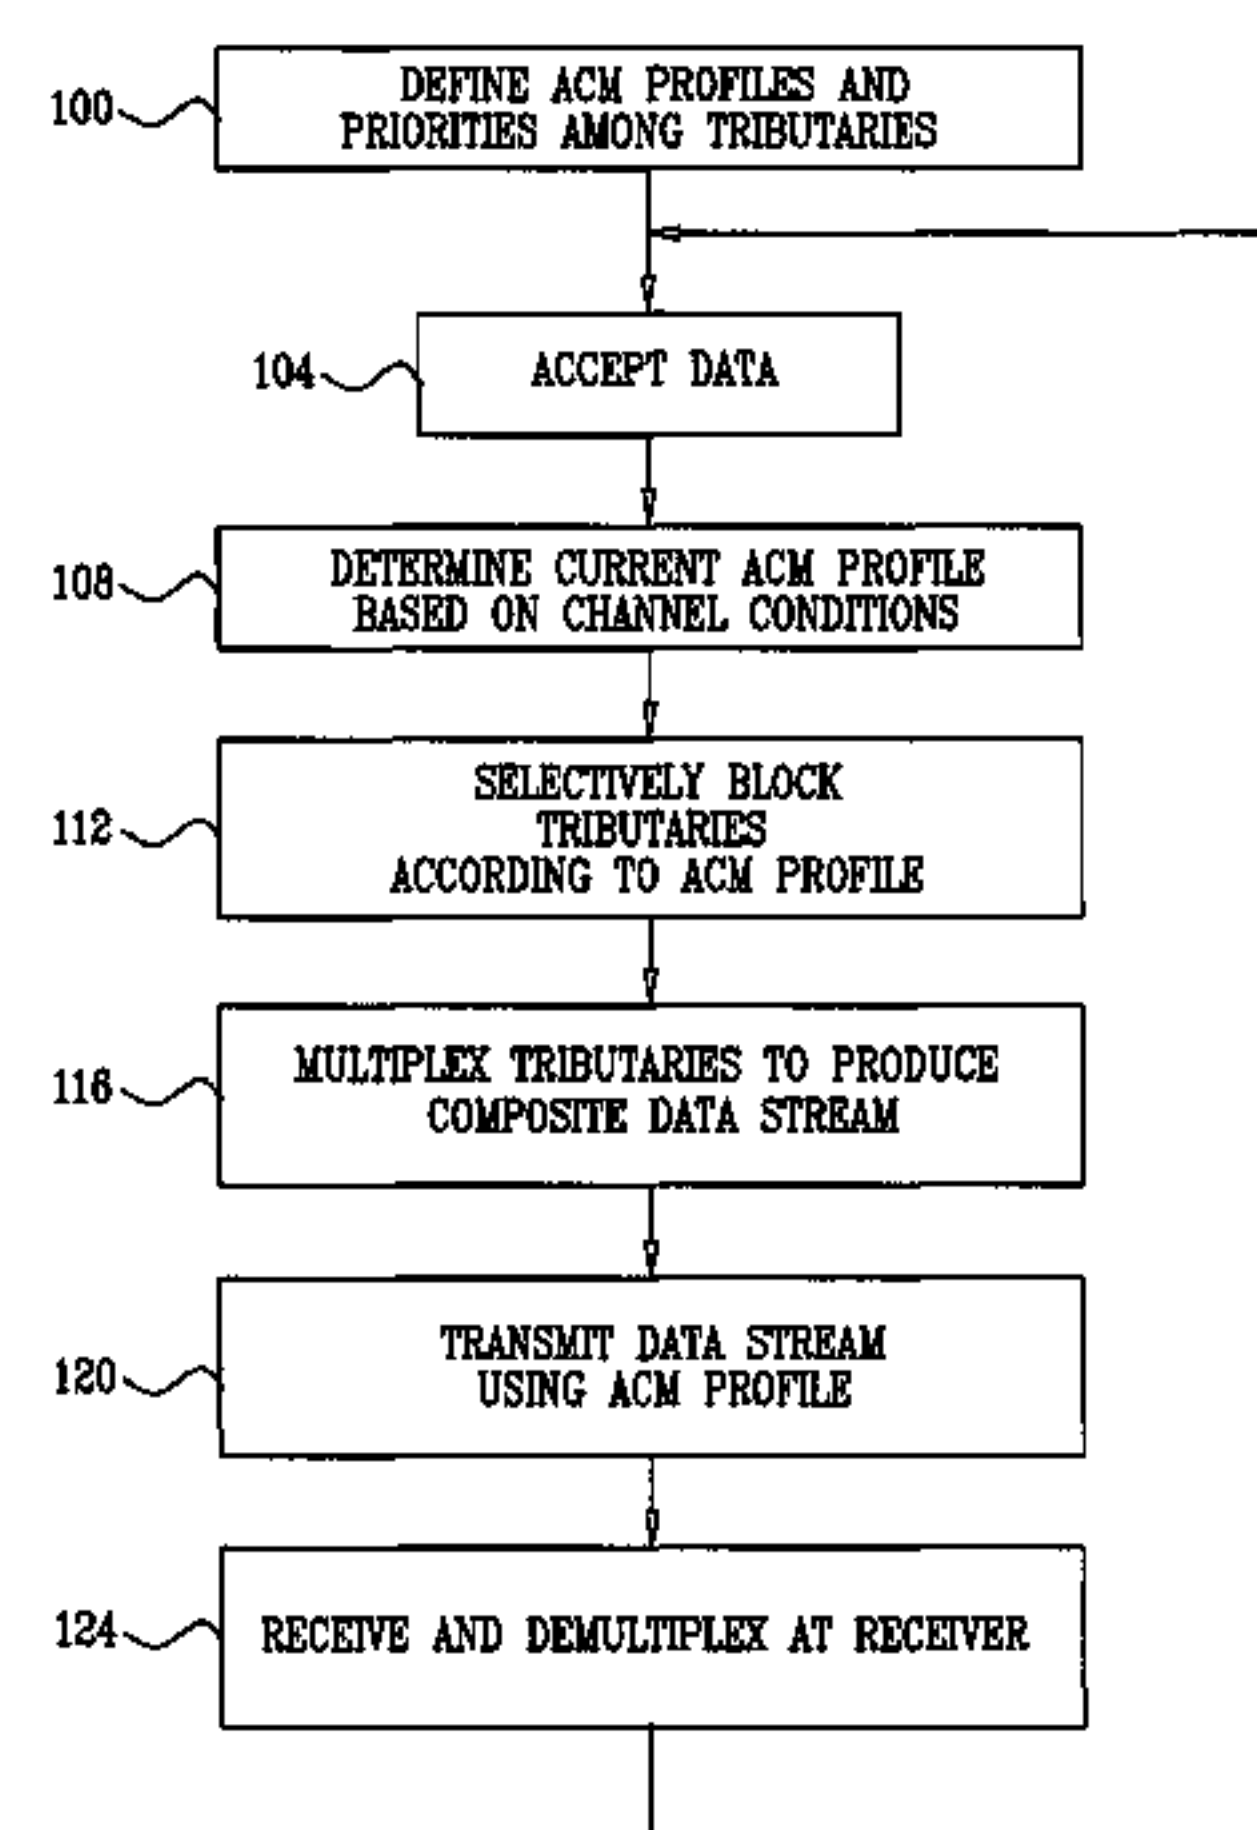 100
DEFINE ACM PROFILES AND
PRIORITIES AMONG TRIBUTARIES
104
ACCEPT DATA
108
DETERMINE CURRENT ACM PROFILE
BASED ON CHANNEL CONDITIONS
112
SELECTIVELY BLOCK
TRIBUTARIES
ACCORDING TO ACM PROFILE
116
MULTIPLEX TRIBUTARIES TO PRODUCE
COMPOSITE DATA STREAM
120
TRANSMIT DATA STREAM
USING ACM PROFILE
124
RECEIVE AND DEMULTIPLEX AT RECEIVER